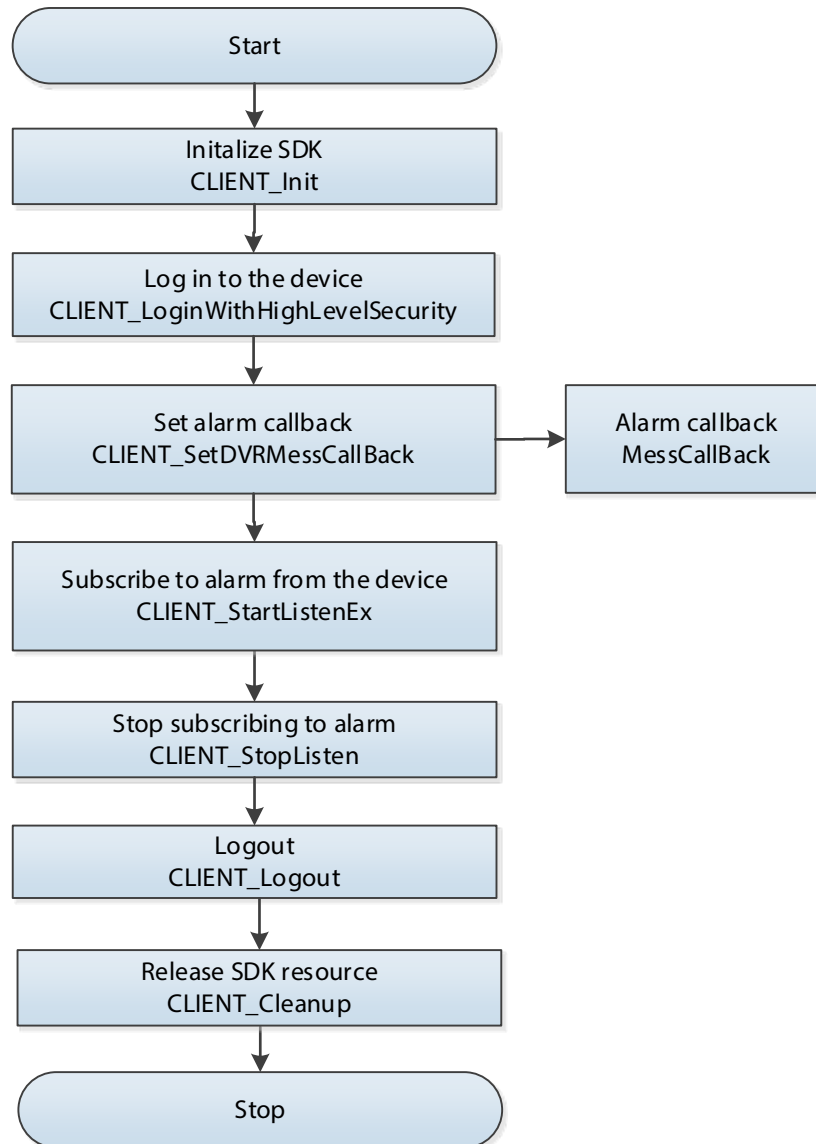 Start
Initalize SDK
CLIENT_Init
Log in to the device
CLIENT_LoginWithHighLevelSecurity
Set alarm callback
CLIENT_SetDVRMessCallBack
Alarm callback
MessCallBack
Subscribe to alarm from the device
CLIENT_StartListenEx
Stop subscribing to alarm
CLIENT_StopListen
Logout
CLIENT_Logout
Release SDK resource
CLIENT_Cleanup
Stop